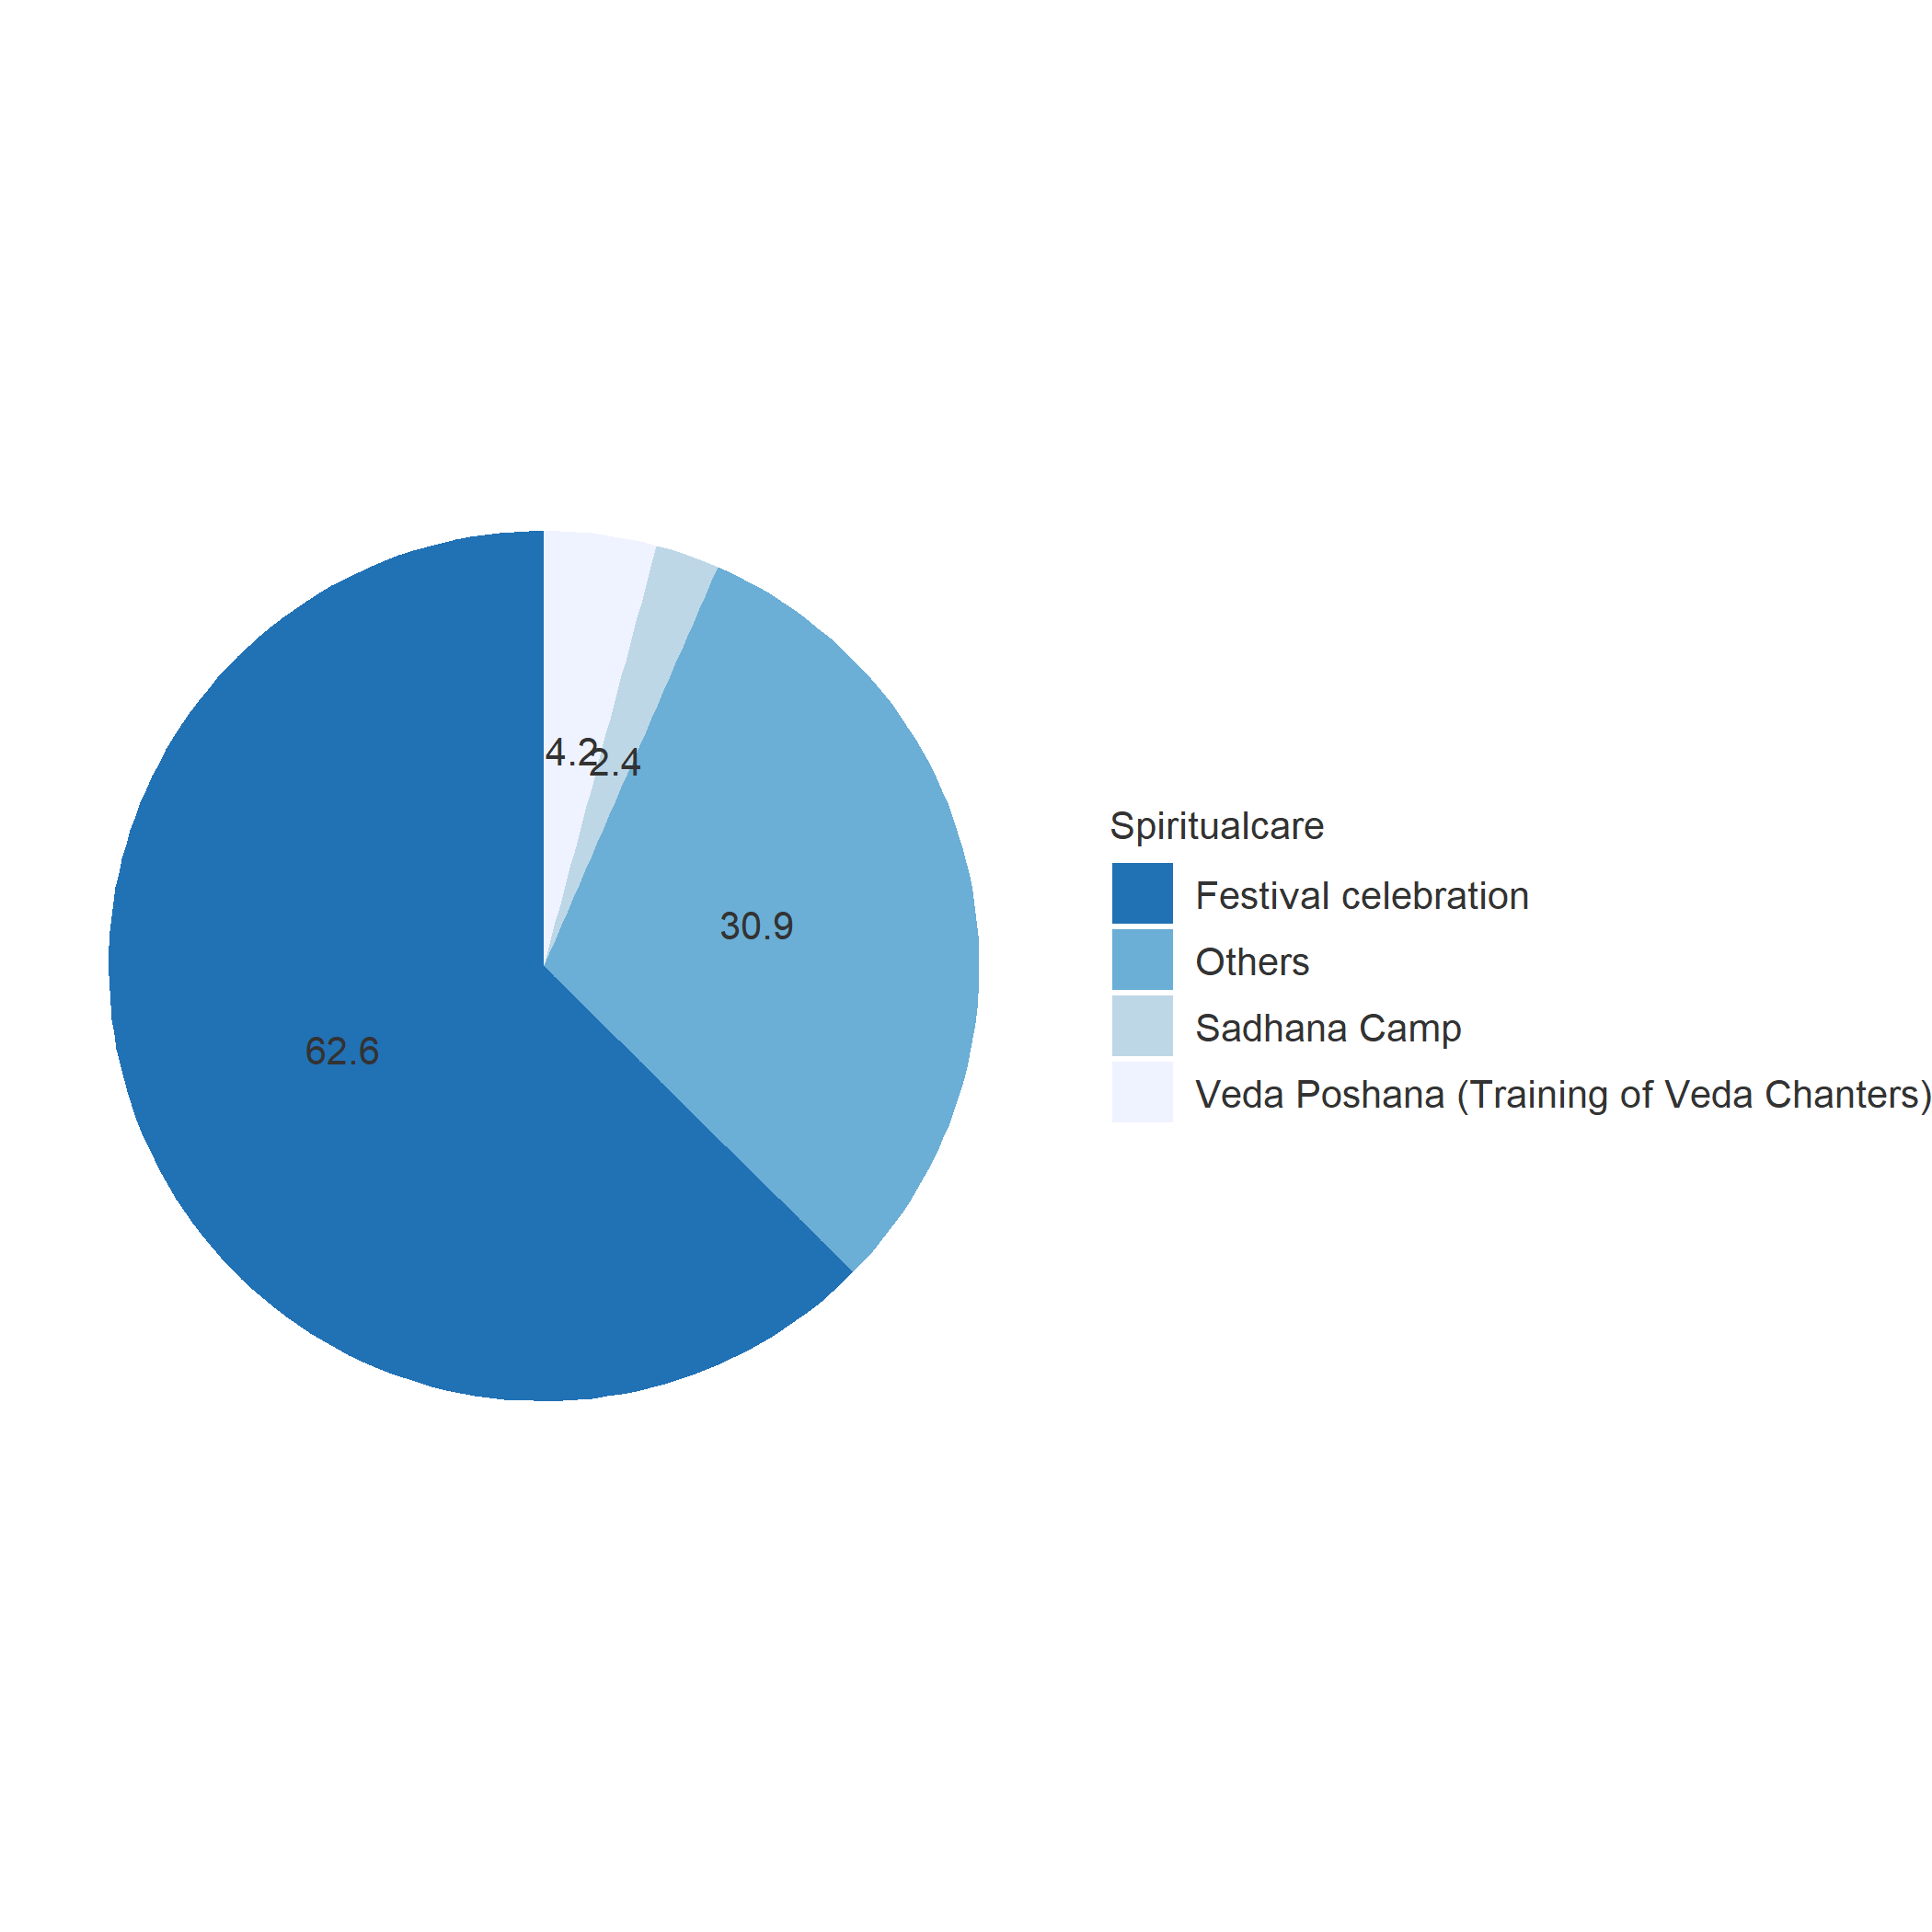 4.2
2.4
30.9
62.6
Spiritualcare
Festival celebration
Others
Sadhana Camp
Veda Poshana (Training of Veda Chanters)